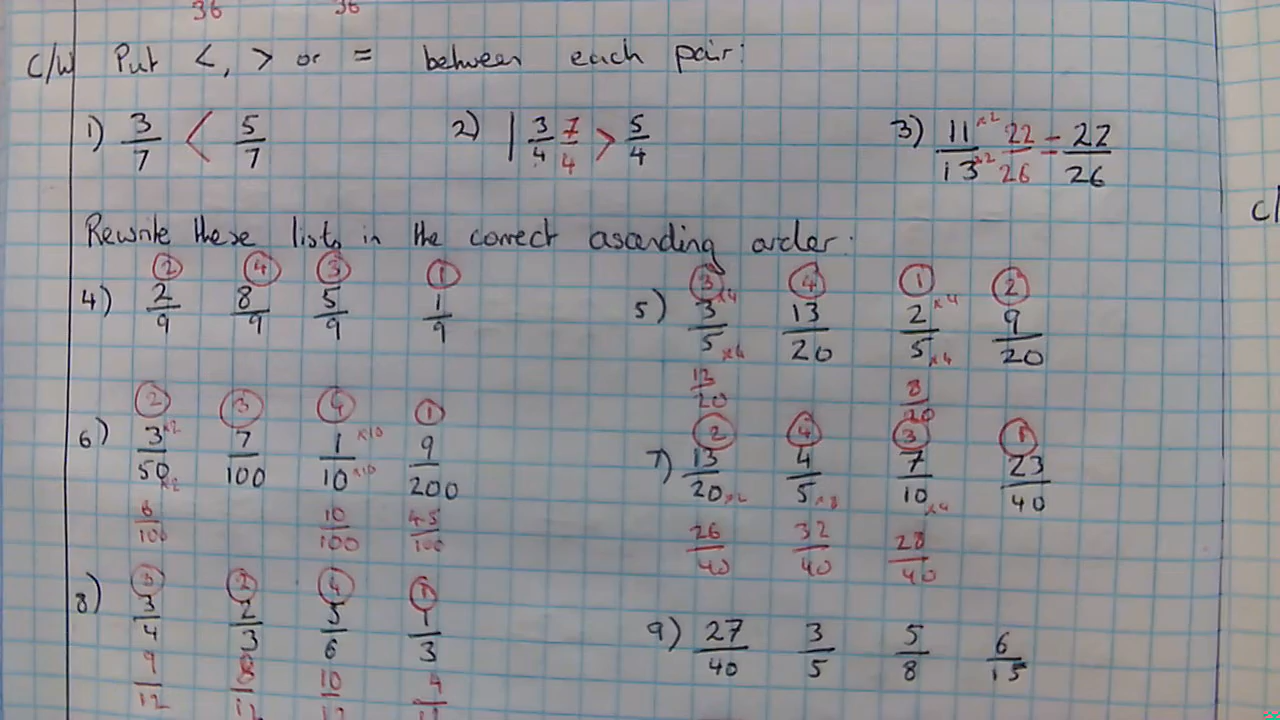 36 36
C/W Put <, > or = between each pair:
1) 3/7 < 5/7 2) 1 3/4 7/4 > 5/4 3) 11/13 ×2 ×2 22/26 = 22/26
C/
Rewrite these lists in the correct ascending order:
② ④ ③ ① ③ ④ ① ②
4) 2/9 8/9 5/9 1/9 5) 3/5 ×4 ×4 13/20 2/5 ×4 ×4 9/20
12/20 8/20
② ③ ④ ① ② ④ ③ ①
6) 3/50 ×2 ×2 7/100 1/10 ×10 ×10 9/200 7) 13/20 ×2 4/5 ×8 7/10 ×4 23/40
6/100 10/100 4.5/100 26/40 32/40 28/40
③ ② ④ ①
8) 3/4 2/3 5/6 1/3 9) 27/40 3/5 5/8 6/15
9/12 8/12 10/12 4